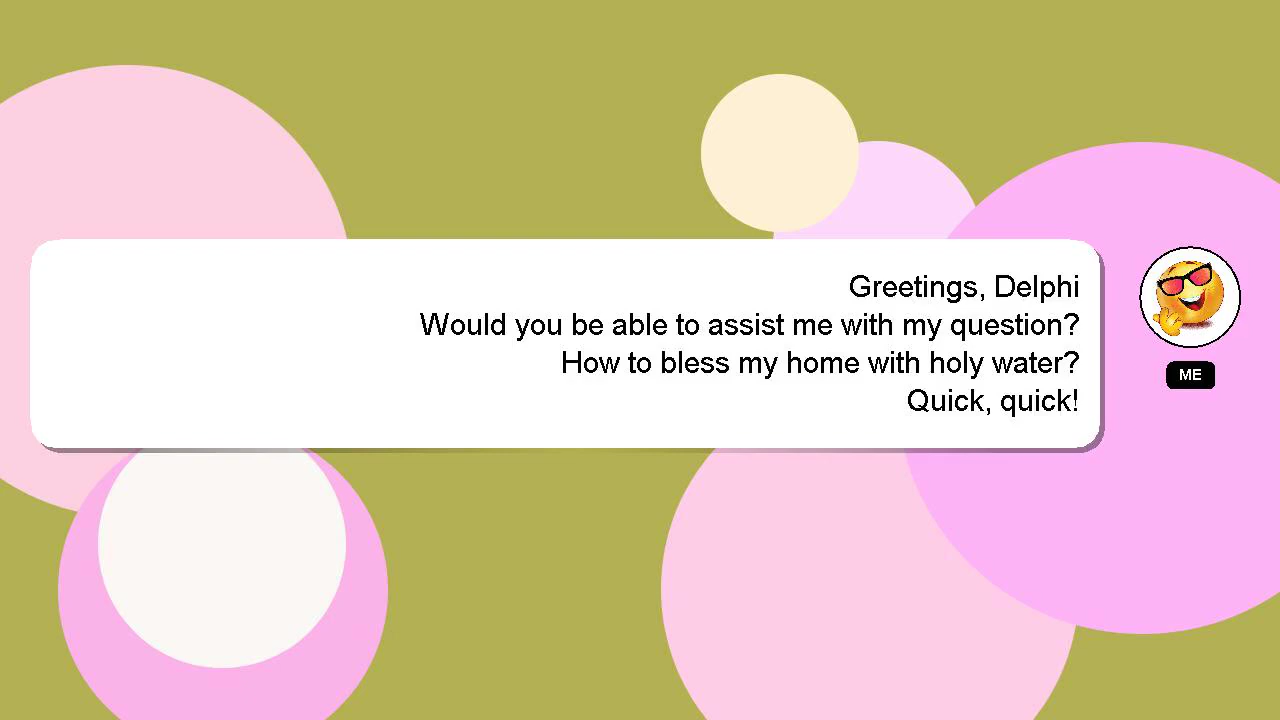 Greetings, Delphi
Would you be able to assist me with my question?
How to bless my home with holy water?
Quick, quick!
ME